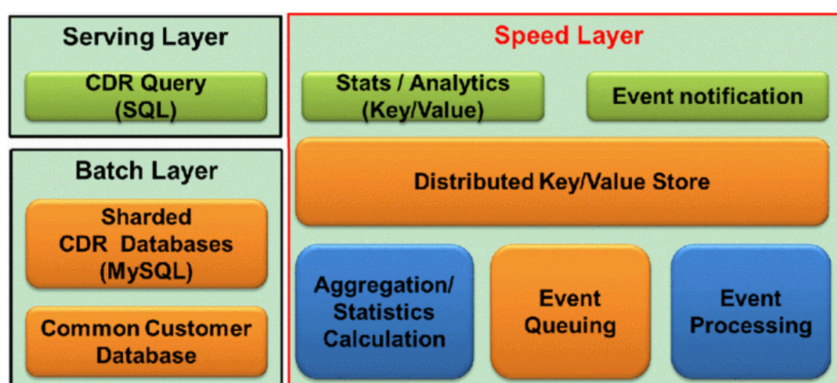 Serving Layer
CDR Query
(SQL)
Batch Layer
Sharded
CDR Databases
(MySQL)
Common Customer
Database
Speed Layer
Stats / Analytics
(Key/Value)
Event notification
Distributed Key/Value Store
Aggregation/
Statistics
Calculation
Event
Queuing
Event
Processing